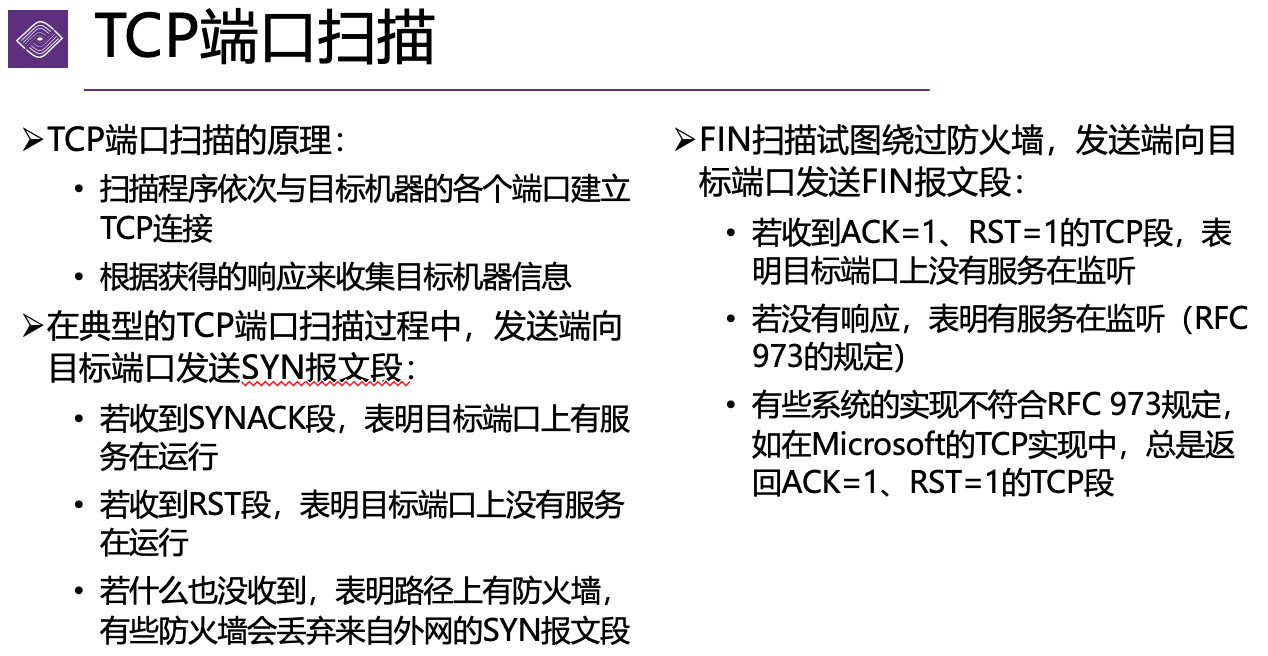 TCP端口扫描
➢TCP端口扫描的原理：
• 扫描程序依次与目标机器的各个端口建立
TCP连接
• 根据获得的响应来收集目标机器信息
➢在典型的TCP端口扫描过程中，发送端向
目标端口发送SYN报文段：
• 若收到SYNACK段，表明目标端口上有服
务在运行
• 若收到RST段，表明目标端口上没有服务
在运行
• 若什么也没收到，表明路径上有防火墙，
有些防火墙会丢弃来自外网的SYN报文段
➢FIN扫描试图绕过防火墙，发送端向目
标端口发送FIN报文段：
• 若收到ACK=1、RST=1的TCP段，表
明目标端口上没有服务在监听
• 若没有响应，表明有服务在监听（RFC
973的规定）
• 有些系统的实现不符合RFC 973规定，
如在Microsoft的TCP实现中，总是返
回ACK=1、RST=1的TCP段